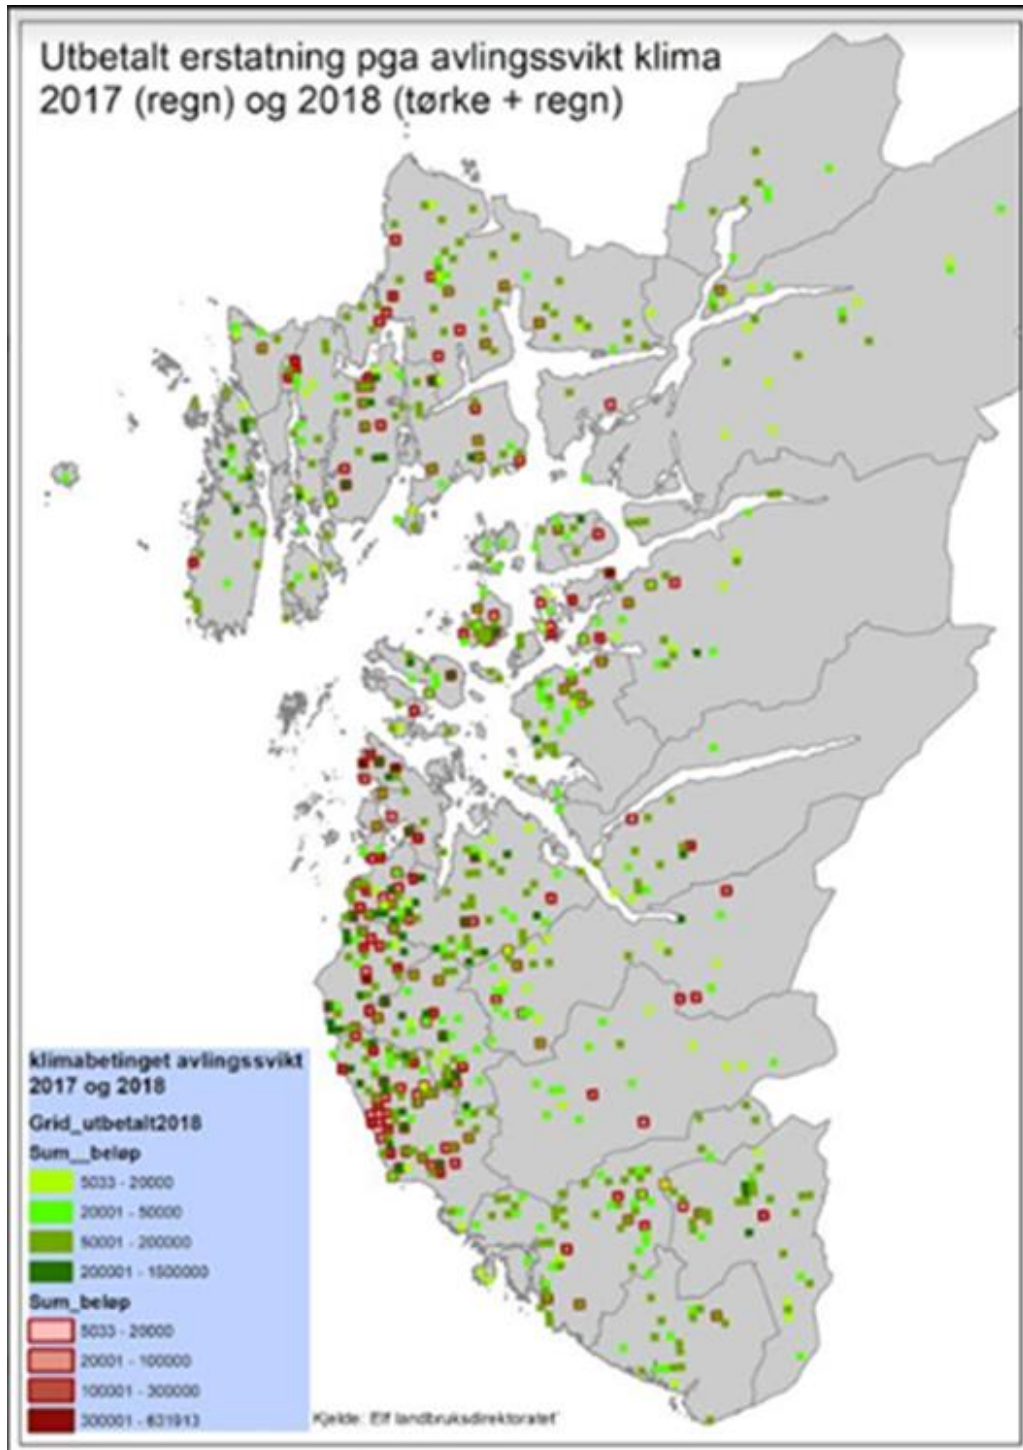 Utbetalt erstatning pga avlingssvikt klima
2017 (regn) og 2018 (tørke + regn)
klimabetinget avlingssvikt
2017 og 2018
Grid_utbetalt2018
Sum__beløp
5033 - 20000
20001 - 50000
50001 - 200000
200001 - 1500000
Sum_beløp
5033 - 20000
20001 - 100000
100001 - 300000
300001 - 631913
Kjelde: Elf landbruksdirektoratet